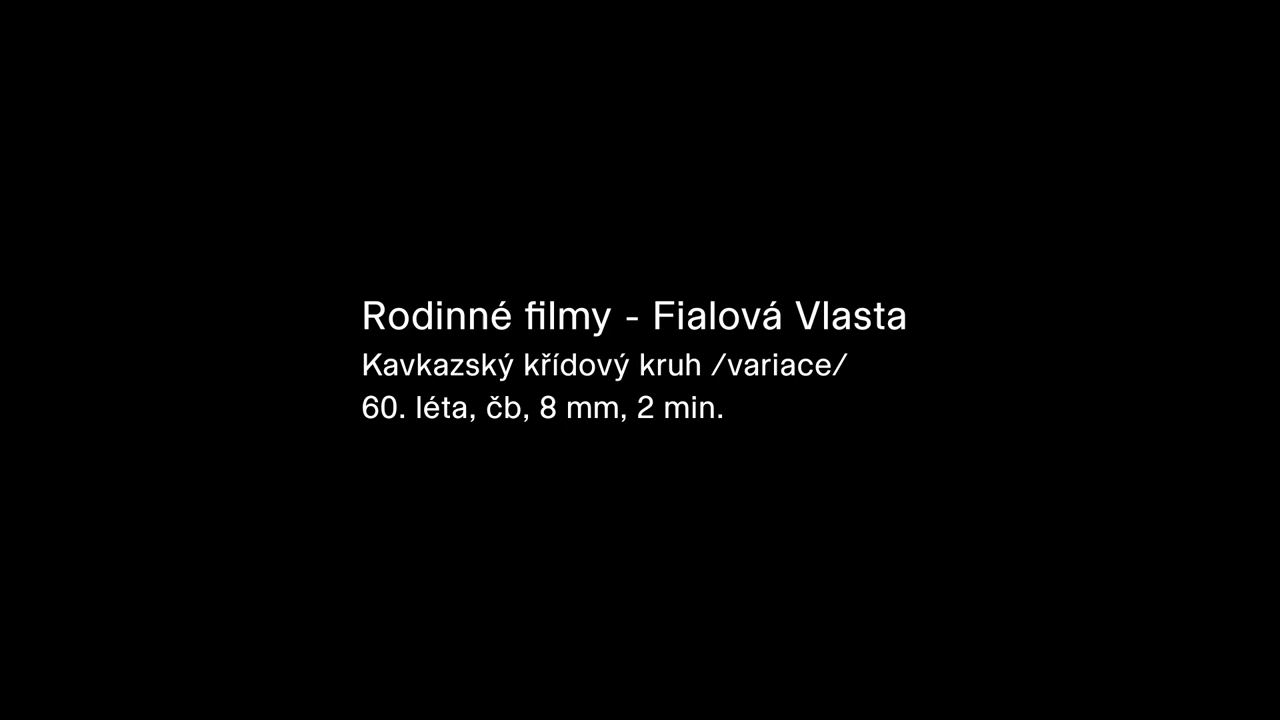 Rodinné filmy - Fialová Vlasta
Kavkazský křídový kruh /variace/
60. léta, čb, 8 mm, 2 min.